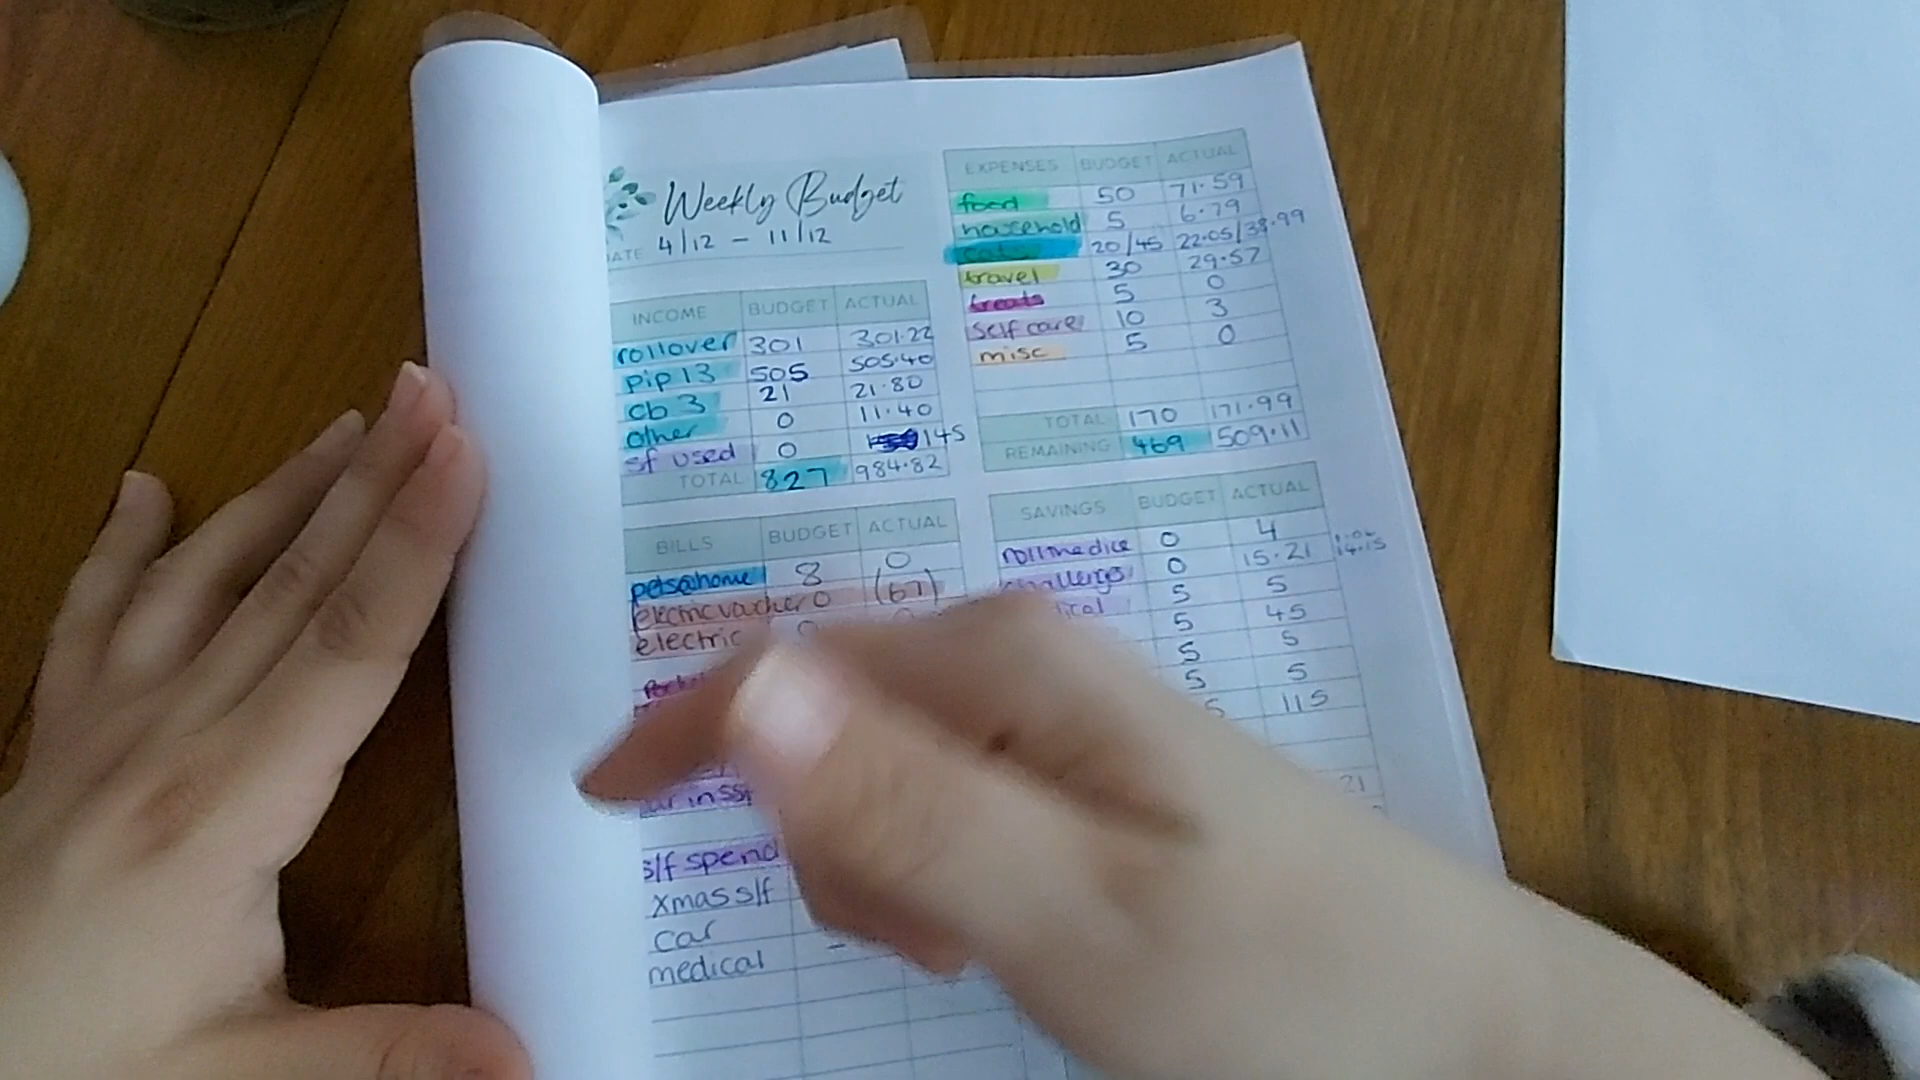 Weekly Budget
4/12 - 11/12
INCOME BUDGET ACTUAL
rollover 301 301.22
pip 13 505 505.40
cb 3 21 21.80
other 0 11.40
sf used 0 145
TOTAL 827 984.82
BILLS BUDGET ACTUAL
pets@home 8 0
electric voucher 0 (67)
electric
s/f spend
xmas s/f
car
medical
EXPENSES BUDGET ACTUAL
food 50 71.59
household 5 6.79
cats 20/45 22.05/38.99
travel 30 29.57
treats 5 0
self care 10 3
misc 5 0
TOTAL 170 171.99
REMAINING 469 509.11
SAVINGS BUDGET ACTUAL
roll the dice 0 4
challenges 0 15.21
5 5
5 45
5 5
5 5
5 115
21